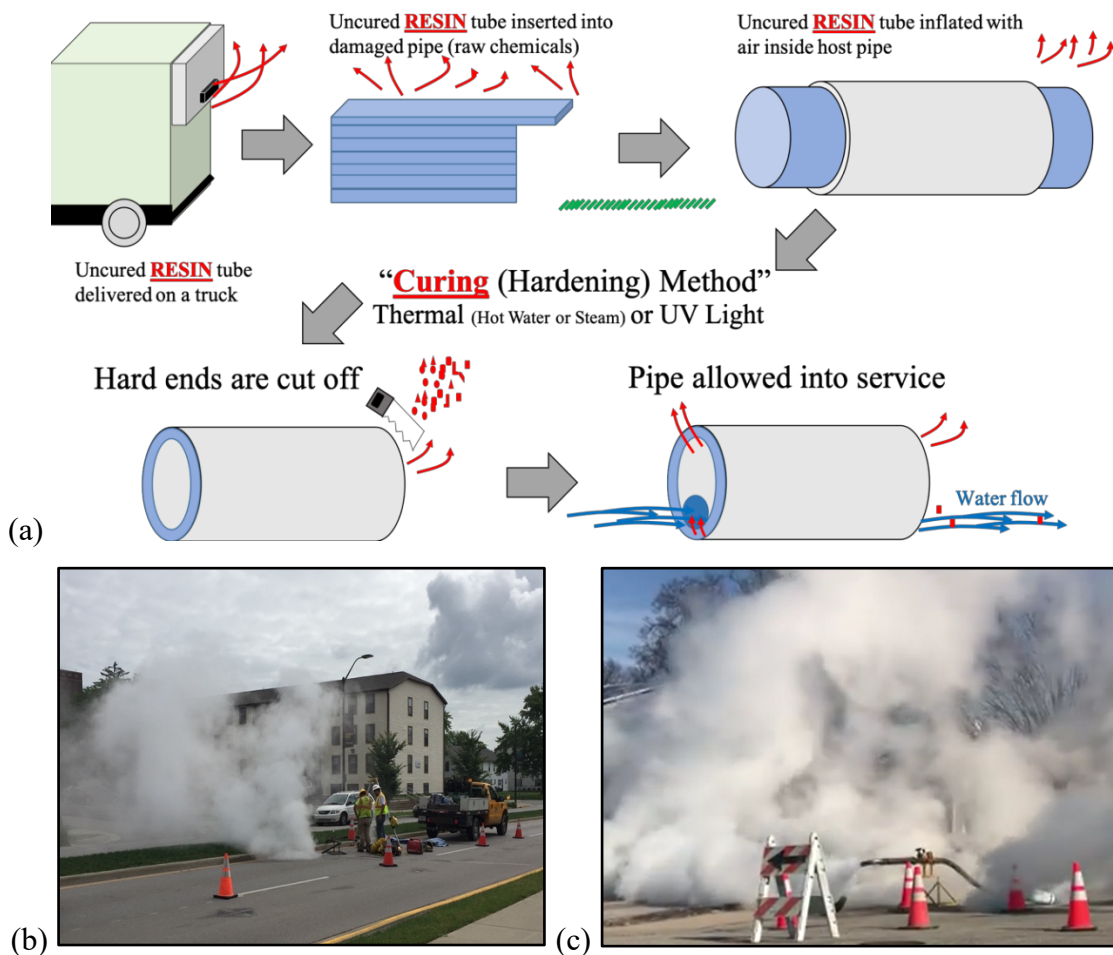 Uncured RESIN tube inserted into
damaged pipe (raw chemicals)
Uncured RESIN tube inflated with
air inside host pipe
Uncured RESIN tube
delivered on a truck
“Curing (Hardening) Method”
Thermal (Hot Water or Steam) or UV Light
Hard ends are cut off
Pipe allowed into service
Water flow
(a)
(b)
(c)